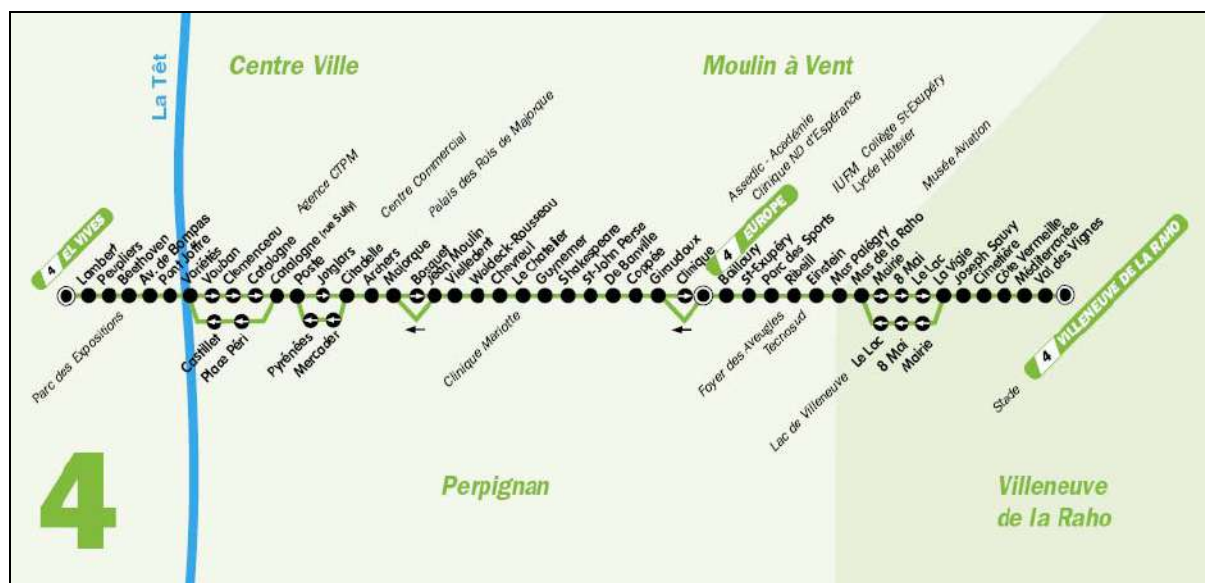 Centre Ville
Moulin à Vent
La Têt
Agence CTPM
Centre Commercial
Palais des Rois de Majorque
Assedic - Académie
Clinique ND d'Espérance
IUFM Collège St-Exupéry
Lycée Hôtelier
Musée Aviation
4 EL VIVES
Lambert
Peupliers
Beethoven
Av. de Bompas
Pont Joffre
Variétés
Vauban
Clemenceau
Catalogne
Catalogne (rue Sully)
Poste
Jonglars
Citadelle
Archers
Majorque
Bosquet
Jean Moulin
Vielledent
Waldeck-Rousseau
Chevreul
Le Chatelier
Guynemer
Shakespeare
St-John Perse
De Banville
Coppée
Giraudoux
Clinique
4 EUROPE
Baillaury
St-Exupéry
Parc des Sports
Ribéll
Einstein
Mas Palégry
Mas de la Raho
Mairie
8 Mai
Le Lac
La Vigie
Joseph Sauvy
Cimetière
Côte Vermeille
Méditerranée
Val des Vignes
4 VILLENEUVE DE LA RAHO
Parc des Expositions
Castillet
Place Péri
Pyrénées
Mercader
Clinique Mariotte
Foyer des Aveugles
Tecnosud
Lac de Villeneuve
Le Lac
8 Mai
Mairie
Stade
4
Perpignan
Villeneuve
de la Raho